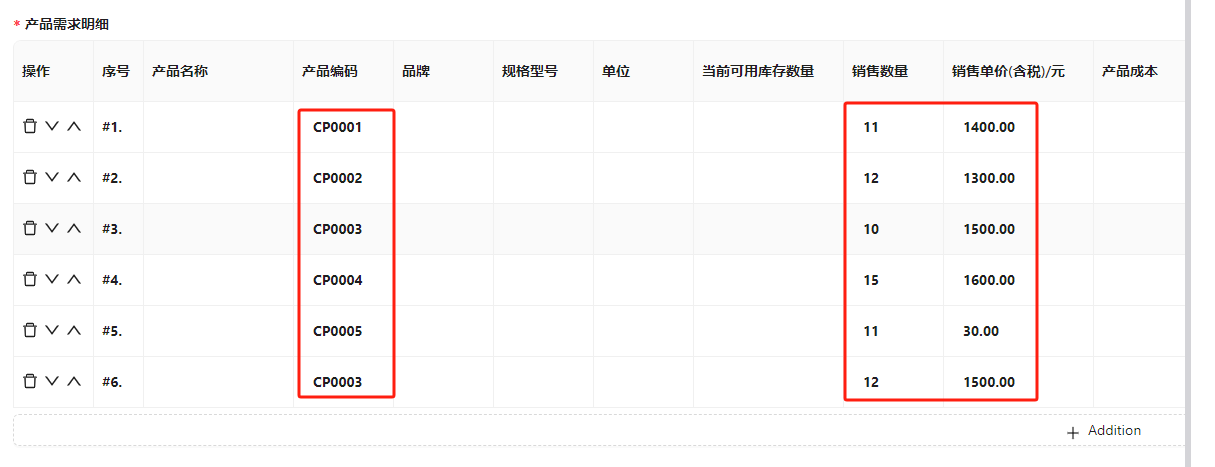 * 产品需求明细
操作 序号 产品名称 产品编码 品牌 规格型号 单位 当前可用库存数量 销售数量 销售单价(含税)/元 产品成本
#1. CP0001 11 1400.00
#2. CP0002 12 1300.00
#3. CP0003 10 1500.00
#4. CP0004 15 1600.00
#5. CP0005 11 30.00
#6. CP0003 12 1500.00
+ Addition